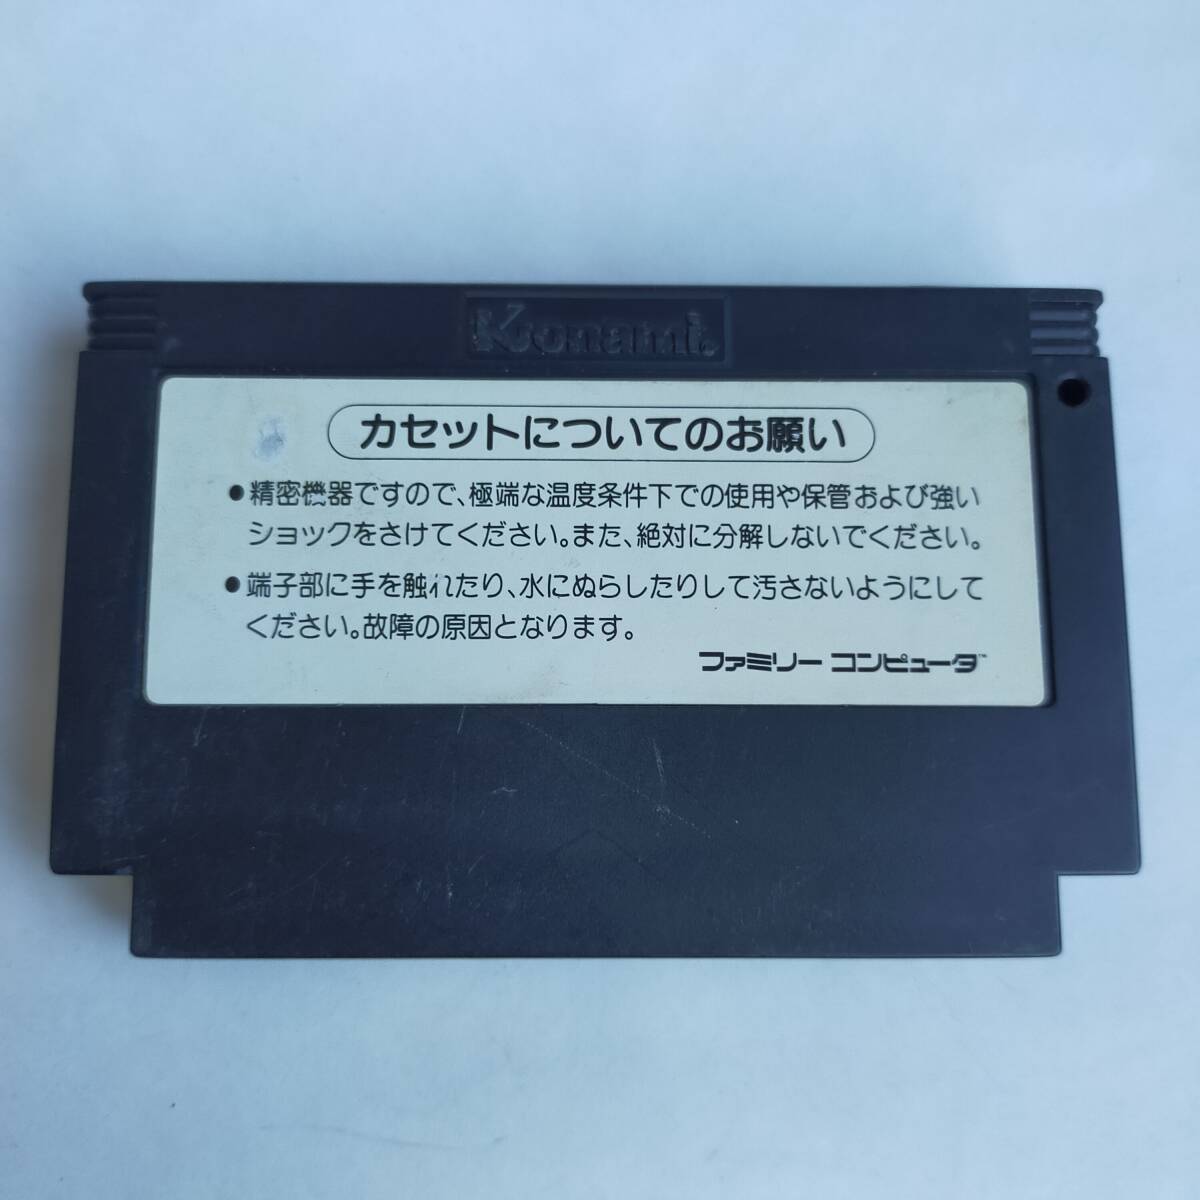 Konami
カセットについてのお願い
●精密機器ですので、極端な温度条件下での使用や保管および強い
ショックをさけてください。また、絶対に分解しないでください。
●端子部に手を触れたり、水にぬらしたりして汚さないようにして
ください。故障の原因となります。
ファミリー コンピュータ™